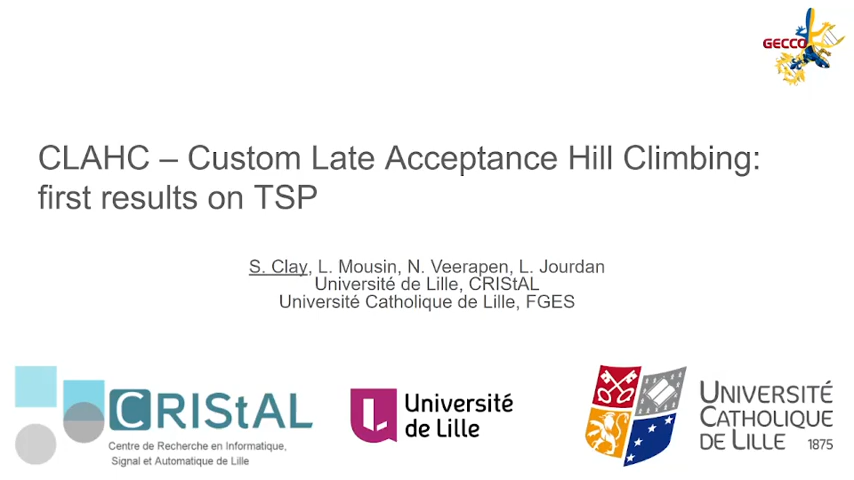 GECCO
CLAHC – Custom Late Acceptance Hill Climbing:
first results on TSP
S. Clay, L. Mousin, N. Veerapen, L. Jourdan
Université de Lille, CRIStAL
Université Catholique de Lille, FGES
CRIStAL
Centre de Recherche en Informatique,
Signal et Automatique de Lille
Université
de Lille
UNIVERSITÉ
CATHOLIQUE
DE LILLE 1875